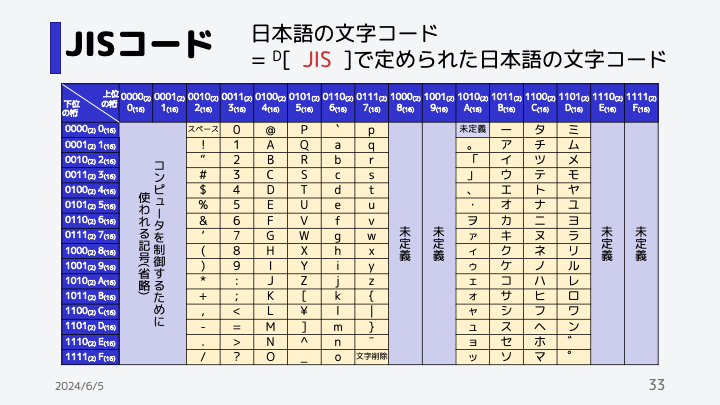 JISコード
日本語の文字コード
= D[ JIS ]で定められた日本語の文字コード
上位の桁 下位の桁 0000(2) 0(16) 0001(2) 1(16) 0010(2) 2(16) 0011(2) 3(16) 0100(2) 4(16) 0101(2) 5(16) 0110(2) 6(16) 0111(2) 7(16) 1000(2) 8(16) 1001(2) 9(16) 1010(2) A(16) 1011(2) B(16) 1100(2) C(16) 1101(2) D(16) 1110(2) E(16) 1111(2) F(16)
コンピュータを制御するために
使われる記号(省略)
未定義
未定義
未定義
未定義
0000(2) 0(16) スペース 0 @ P ` p 未定義 ー タ ミ
0001(2) 1(16) ! 1 A Q a q 。 ア チ ム
0010(2) 2(16) “ 2 B R b r 「 イ ツ メ
0011(2) 3(16) # 3 C S c s 」 ウ テ モ
0100(2) 4(16) $ 4 D T d t 、 エ ト ヤ
0101(2) 5(16) % 5 E U e u ・ オ ナ ユ
0110(2) 6(16) & 6 F V f v ヲ カ ニ ヨ
0111(2) 7(16) ‘ 7 G W g w ァ キ ヌ ラ
1000(2) 8(16) ( 8 H X h x ィ ク ネ リ
1001(2) 9(16) ) 9 I Y i y ゥ ケ ノ ル
1010(2) A(16) * : J Z j z ェ コ ハ レ
1011(2) B(16) + ; K [ k { ォ サ ヒ ロ
1100(2) C(16) , < L ¥ l | ャ シ フ ワ
1101(2) D(16) - = M ] m } ュ ス ヘ ン
1110(2) E(16) . > N ^ n ‾ ョ セ ホ ゛
1111(2) F(16) / ? O _ o 文字削除 ッ ソ マ ゜
2024/6/5
33